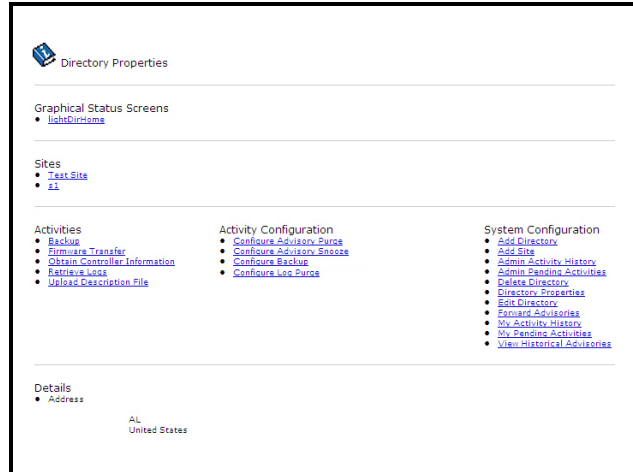 Directory Properties
Graphical Status Screens
lightDirHome
Sites
Test Site
s1
Activities
Backup
Firmware Transfer
Obtain Controller Information
Retrieve Logs
Upload Description File
Activity Configuration
Configure Advisory Purge
Configure Advisory Snooze
Configure Backup
Configure Log Purge
System Configuration
Add Directory
Add Site
Admin Activity History
Admin Pending Activities
Delete Directory
Directory Properties
Edit Directory
Forward Advisories
My Activity History
My Pending Activities
View Historical Advisories
Details
Address
AL
United States